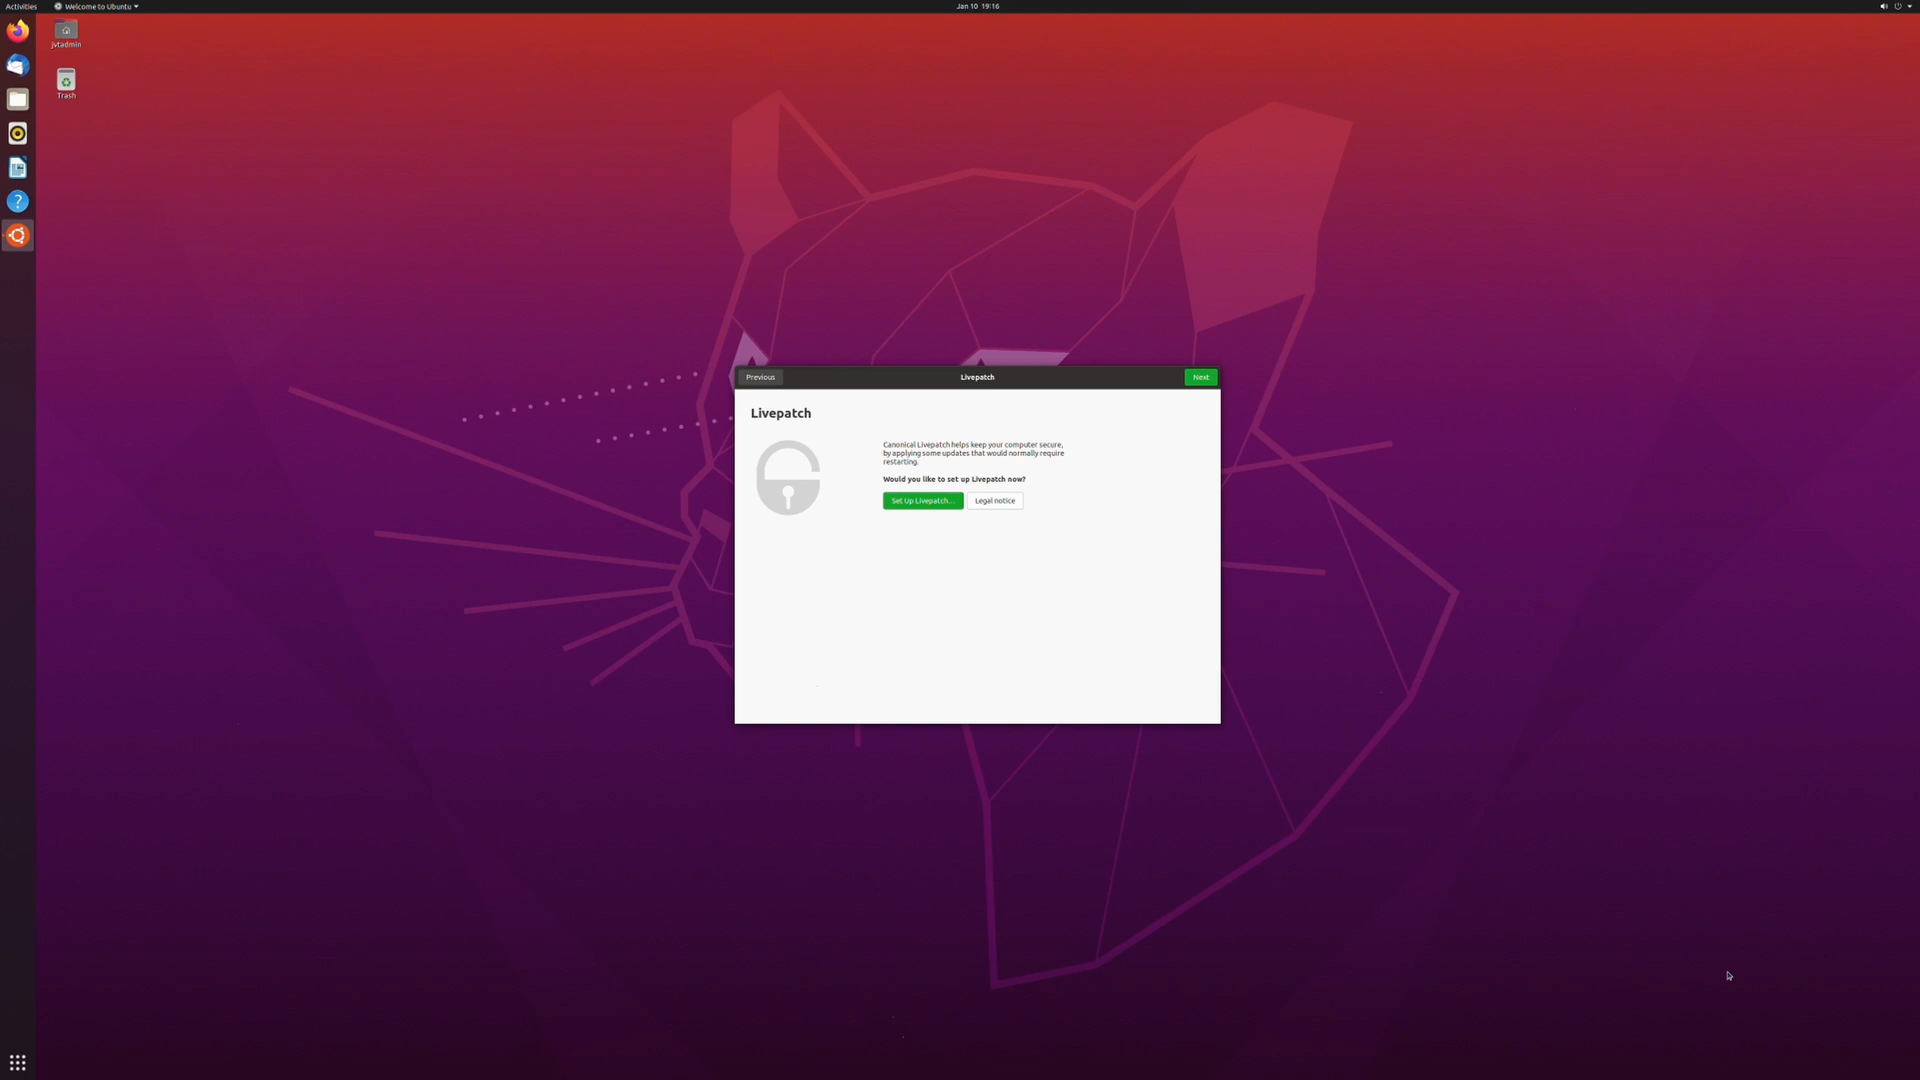 Activities
Welcome to Ubuntu
Jan 10 19:16
jvtadmin
Trash
Previous
Livepatch
Next
Livepatch
Canonical Livepatch helps keep your computer secure,
by applying some updates that would normally require
restarting.
Would you like to set up Livepatch now?
Set Up Livepatch...
Legal notice